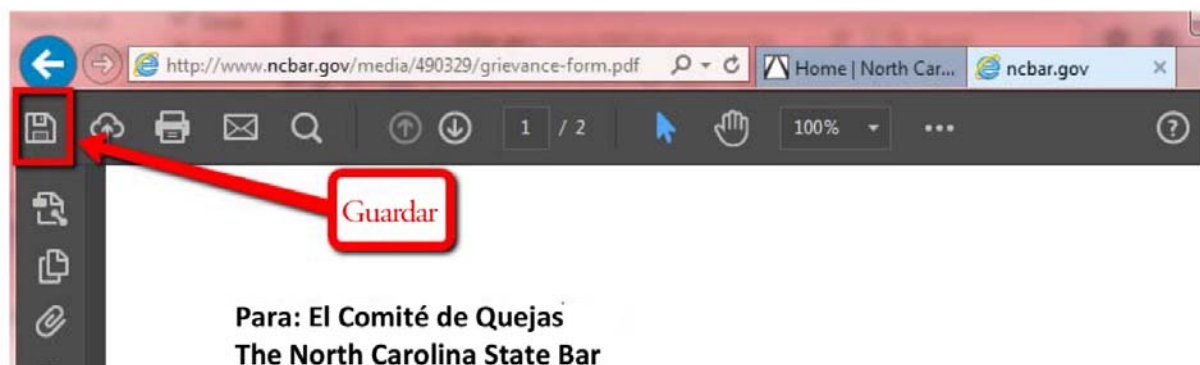 http://www.ncbar.gov/media/490329/grievance-form.pdf Home | North Car... ncbar.gov
1 / 2 100%
Guardar
Para: El Comité de Quejas
The North Carolina State Bar